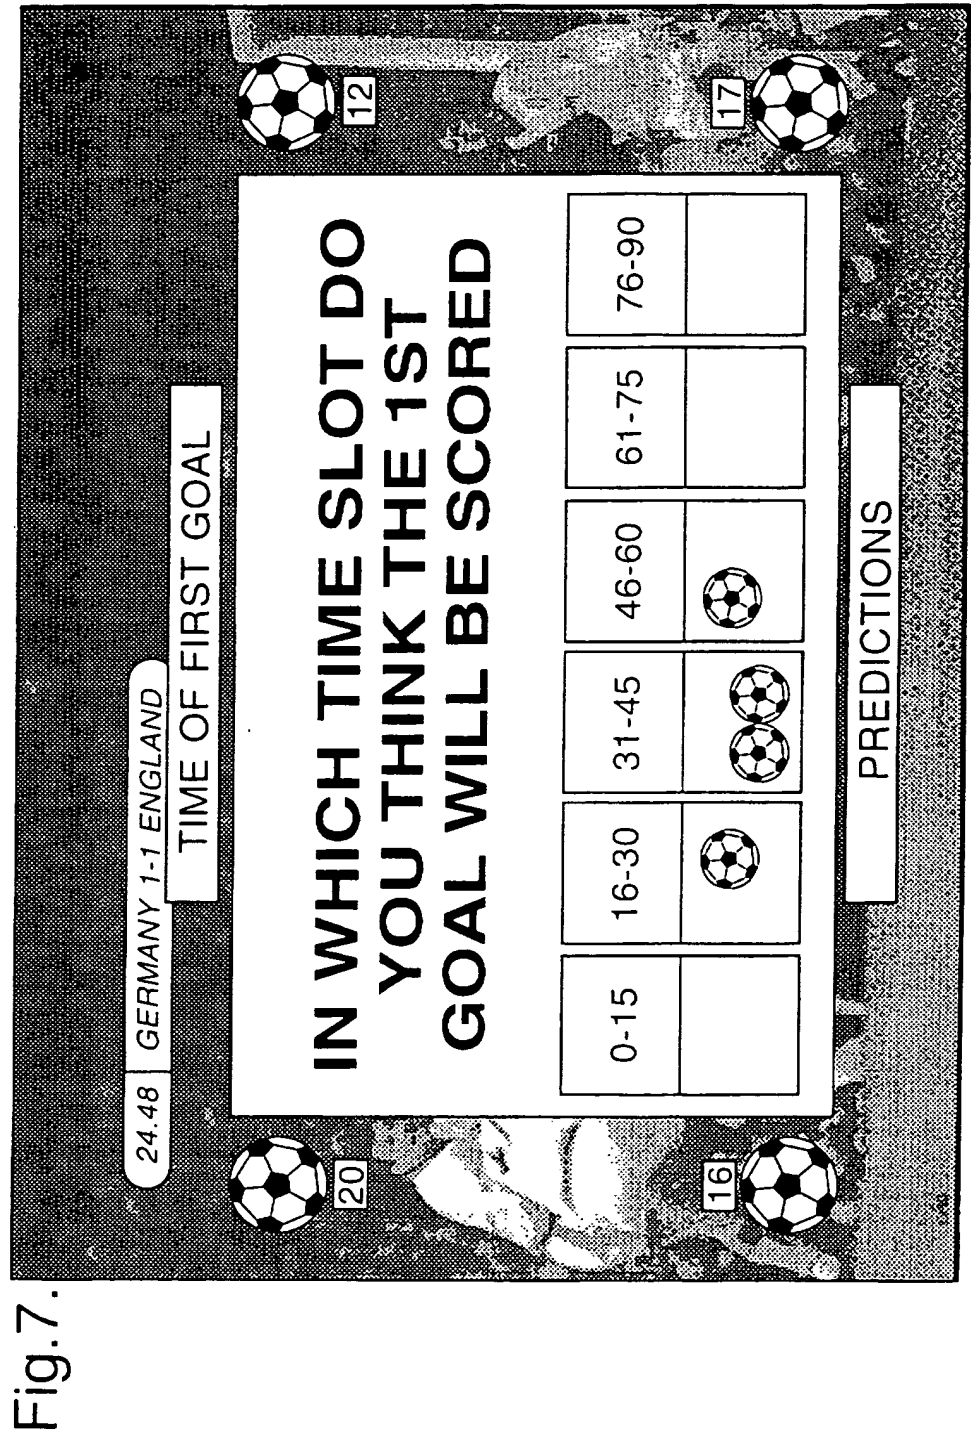 Fig.7.
24.48 GERMANY 1-1 ENGLAND
TIME OF FIRST GOAL
20
12
IN WHICH TIME SLOT DO
YOU THINK THE 1ST
GOAL WILL BE SCORED
0-15 16-30 31-45 46-60 61-75 76-90
16
17
PREDICTIONS